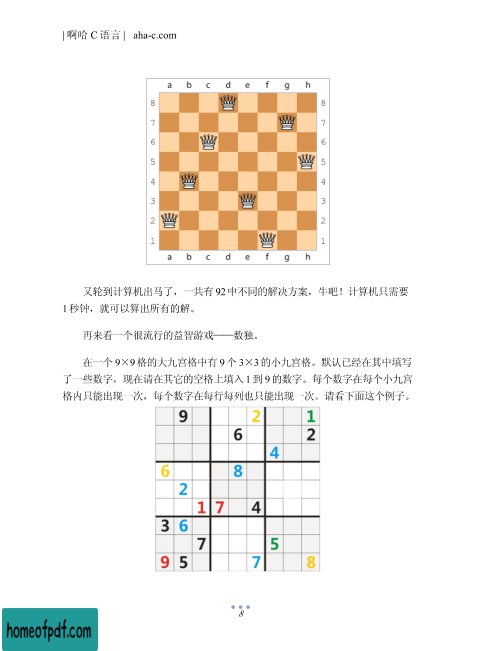 | 啊哈 C 语言 | aha-c.com
a b c d e f g h
8 8
7 7
6 6
5 5
4 4
3 3
2 2
1 1
a b c d e f g h
又轮到计算机出马了，一共有 92 中不同的解决方案，牛吧！计算机只需要
1 秒钟，就可以算出所有的解。
再来看一个很流行的益智游戏——数独。
在一个 9×9 格的大九宫格中有 9 个 3×3 的小九宫格。默认已经在其中填写
了一些数字，现在请在其它的空格上填入 1 到 9 的数字。每个数字在每个小九宫
格内只能出现一次，每个数字在每行每列也只能出现一次。请看下面这个例子。
9 2 1
6 2
4
6 8
2
1 7 4
3 6
7 5
9 5 7 8
8
homeofpdf.com